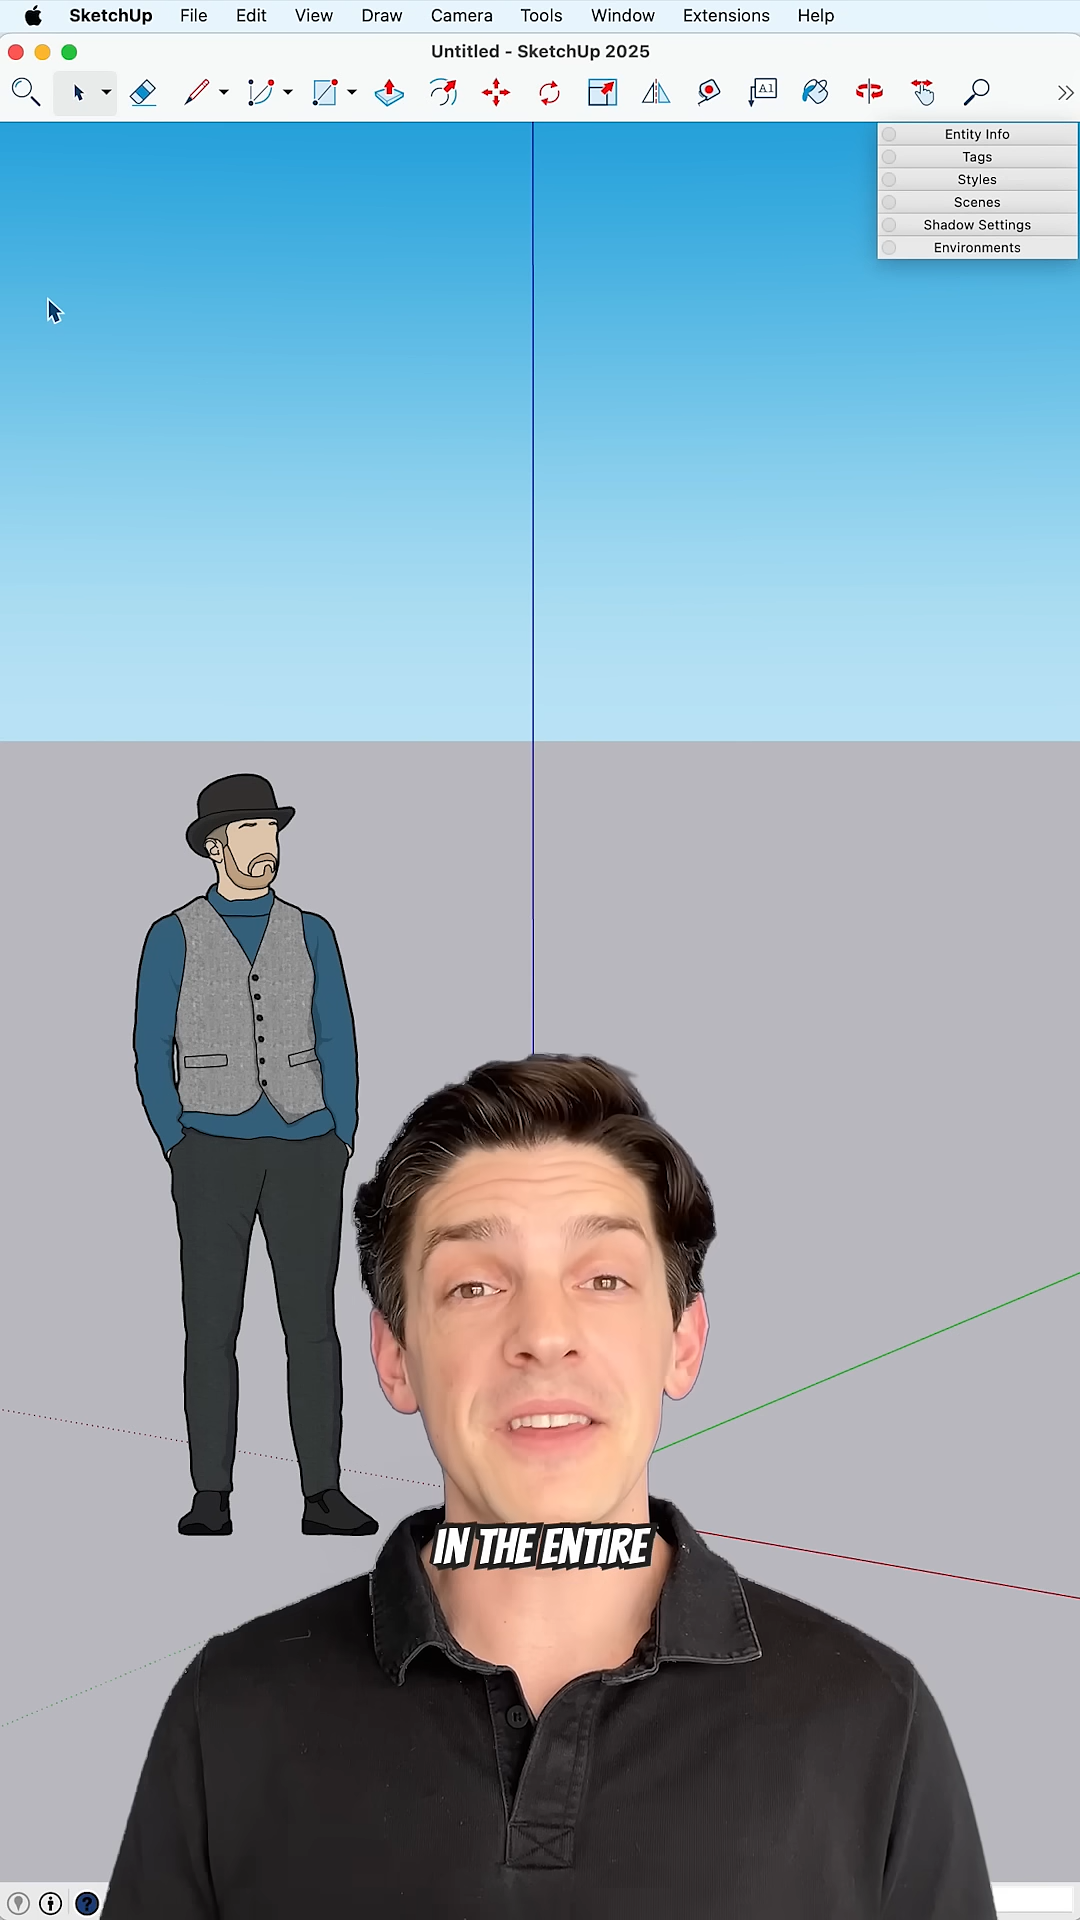 SketchUp File Edit View Draw Camera Tools Window Extensions Help
Untitled - SketchUp 2025
A1
Entity Info
Tags
Styles
Scenes
Shadow Settings
Environments
IN THE ENTIRE
?